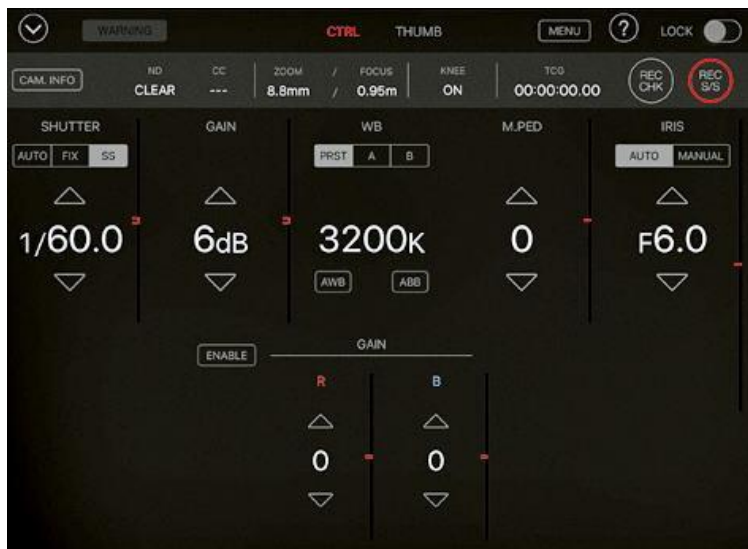 WARNING CTRL THUMB MENU ? LOCK
CAM. INFO
ND CC ZOOM / FOCUS KNEE TCG
CLEAR --- 8.8mm / 0.95m ON 00:00:00.00
REC CHK
REC S/S
SHUTTER GAIN WB M.PED IRIS
AUTO FIX SS PRST A B AUTO MANUAL
1/60.0 6dB 3200K 0 F6.0
AWB ABB
ENABLE GAIN
R B
0 0